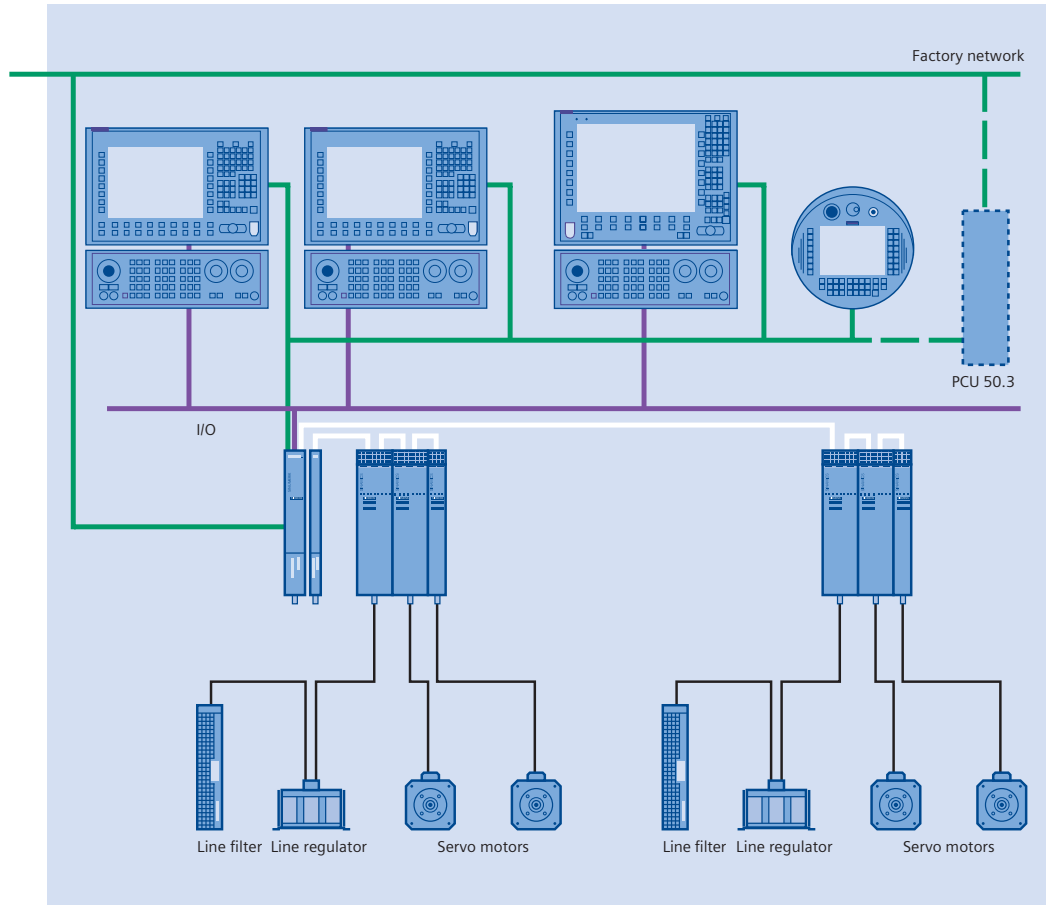 Factory network
PCU 50.3
I/O
Line filter
Line regulator
Servo motors
Line filter
Line regulator
Servo motors